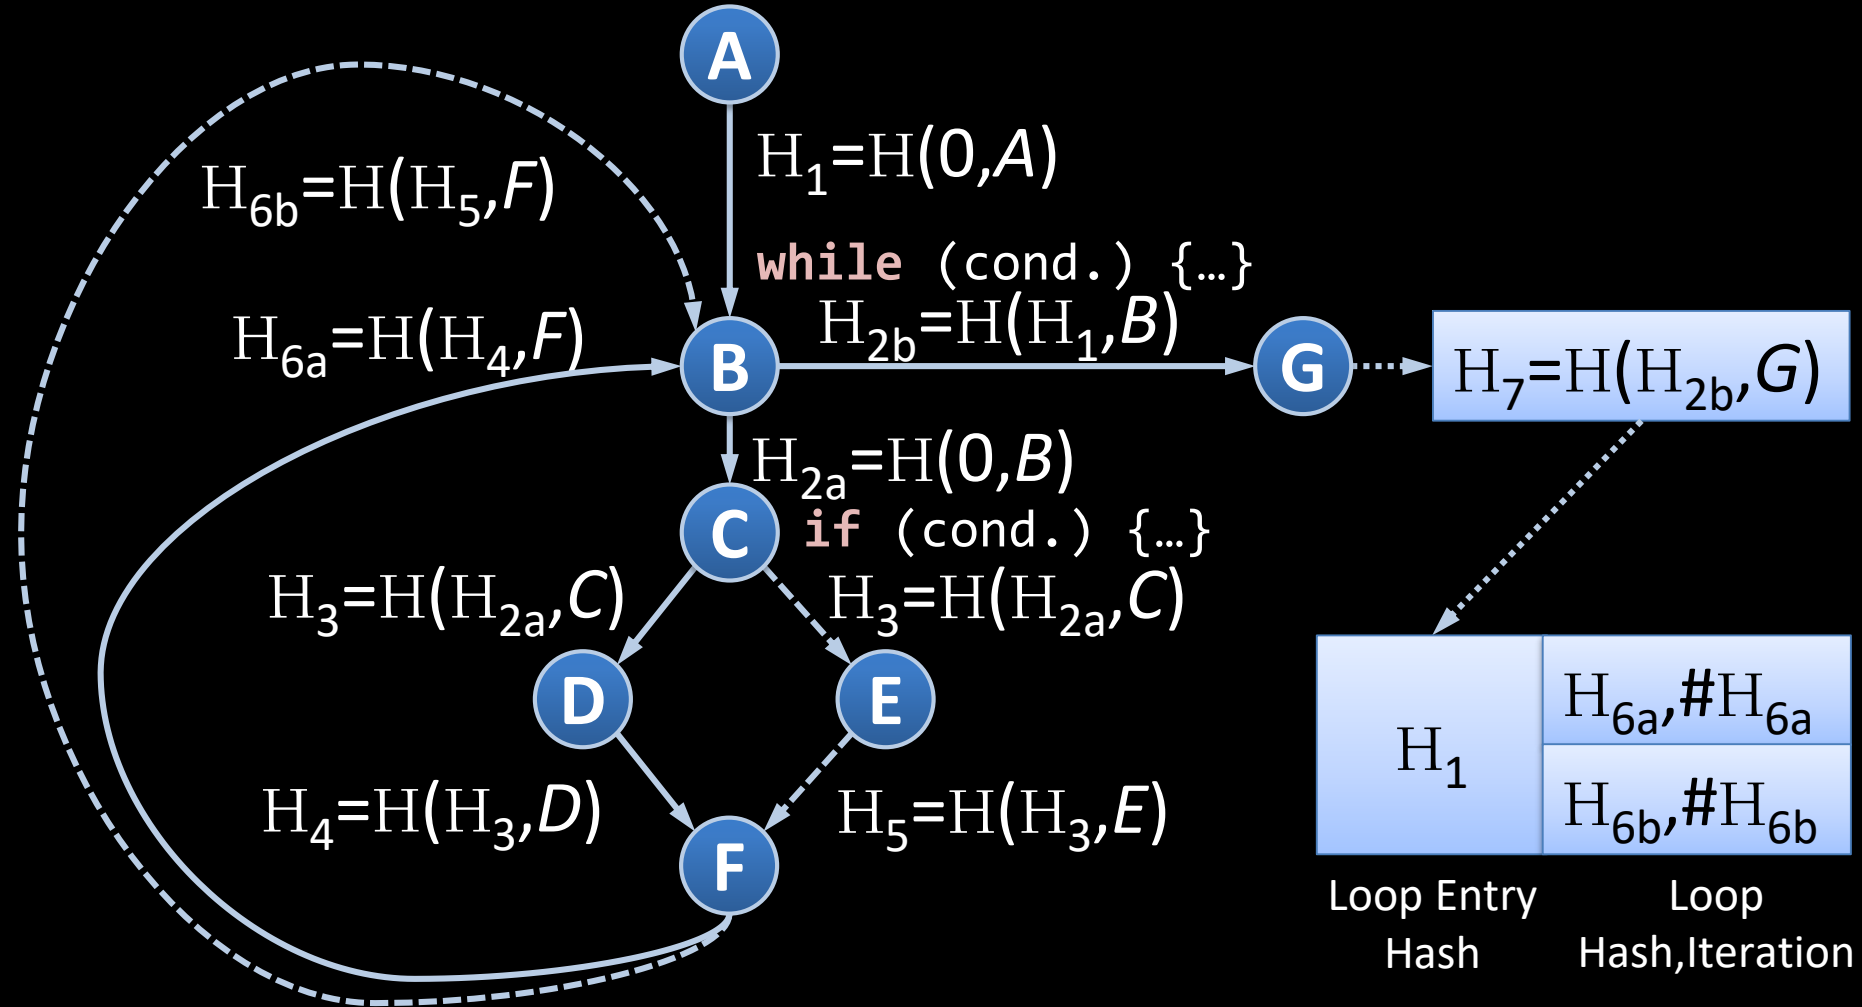 A
H1=H(0,A)
H6b=H(H5,F)
while (cond.) {…}
H2b=H(H1,B)
H6a=H(H4,F)
B
G
H7=H(H2b,G)
H2a=H(0,B)
C
if (cond.) {…}
H3=H(H2a,C)
H3=H(H2a,C)
D
E
H6a,#H6a
H1
H6b,#H6b
H4=H(H3,D)
H5=H(H3,E)
F
Loop Entry
Hash
Loop
Hash,Iteration